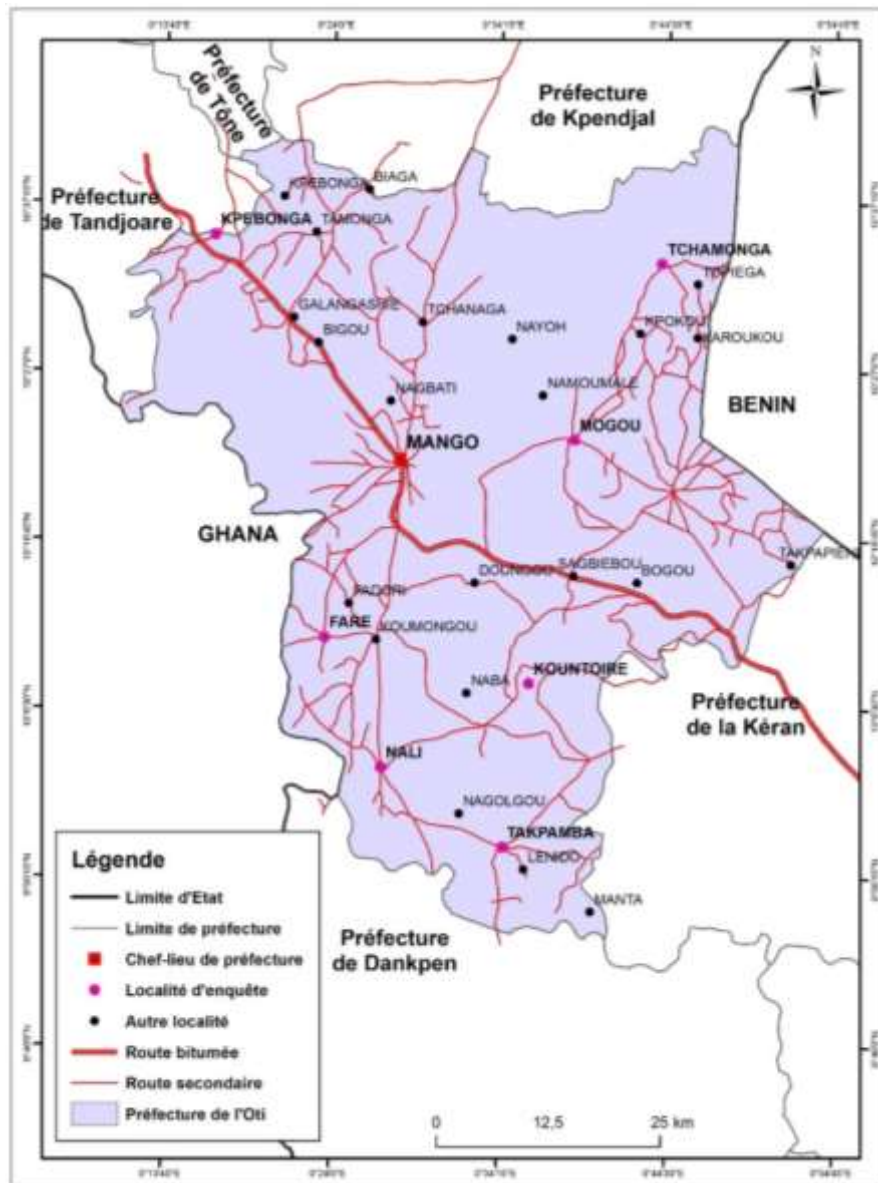 N
Préfecture
de Tône
Préfecture
de Kpendjal
Préfecture
de Tandjoare
KPEBONGA
BIAGA
KPEBONGA
TAMONGA
TCHAMONGA
GALANGASHIE
TCHANAGA
BIGOU
NAYOH
KPOKOU
KAROUKOU
NAGBATI
NAMOUMALE
BENIN
MOGOU
MANGO
GHANA
DOUNGOU
SAGBIEBOU
BOGOU
FARE
KOUMONGOU
NABA
KOUNTOIRE
Préfecture
de la Kéran
NALI
NAGOLGOU
TAKPAMBA
MANTA
Préfecture
de Dankpen
Légende
Limite d'Etat
Limite de préfecture
Chef-lieu de préfecture
Localité d'enquête
Autre localité
Route bitumée
Route secondaire
Préfecture de l'Oti
0 12,5 25 km